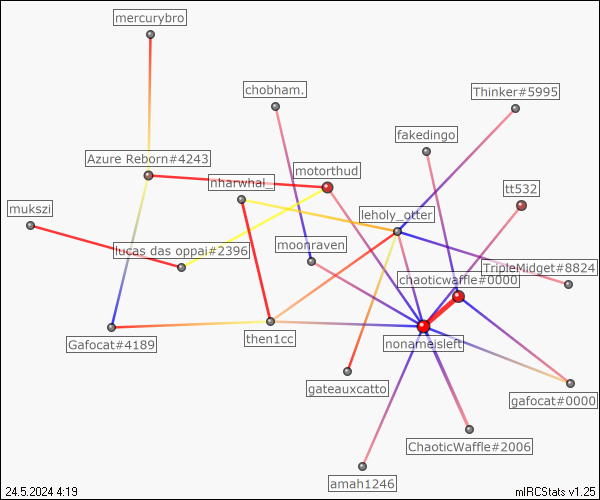 mercurybro
chobham.
Thinker#5995
fakedingo
Azure Reborn#4243
motorthud
nharwhal_
tt532
mukszi
leholy_otter
lucas das oppai#2396
moonraven
TripleMidget#8824
chaoticwaffle#0000
Gafocat#4189
then1cc
nonameisleft
gateauxcatto
gafocat#0000
ChaoticWaffle#2006
amah1246
24.5.2024 4:19
mIRCStats v1.25